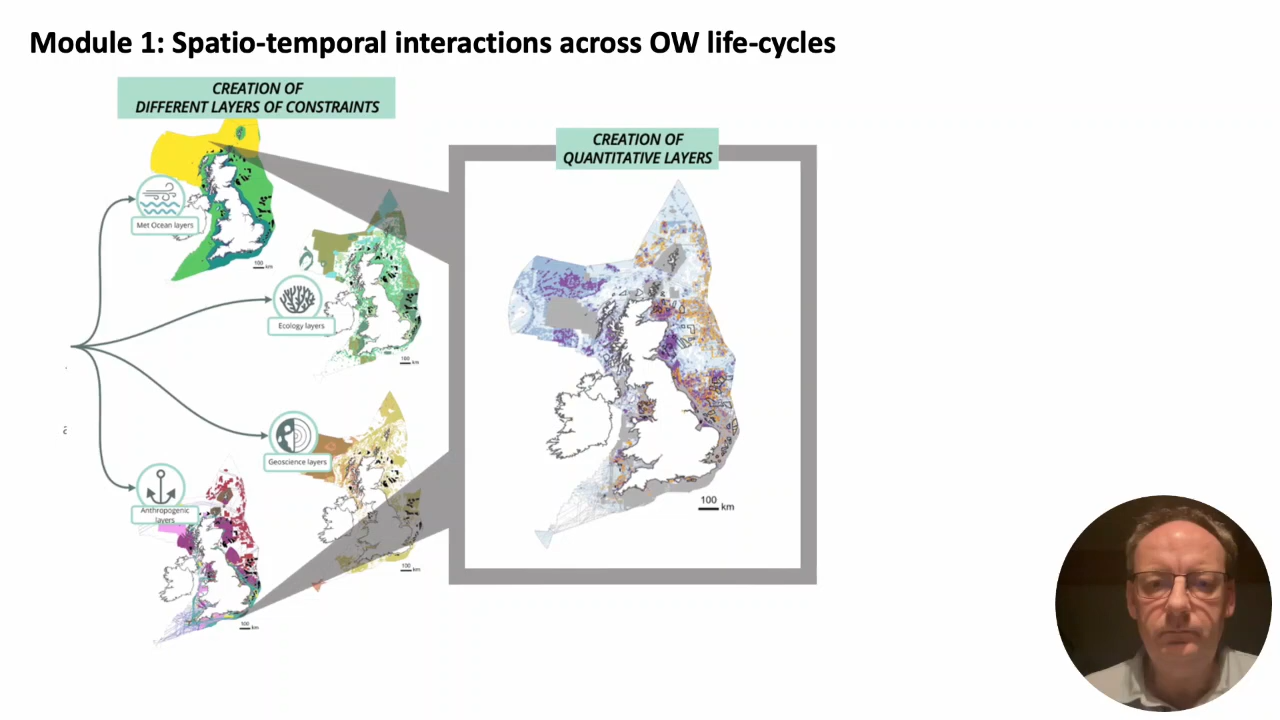 Module 1: Spatio-temporal interactions across OW life-cycles
CREATION OF
DIFFERENT LAYERS OF CONSTRAINTS
CREATION OF
QUANTITATIVE LAYERS
Met Ocean layers
100 km
Ecology layers
100 km
Geoscience layers
100 km
Anthropogenic
layers
100 km
100 km
a